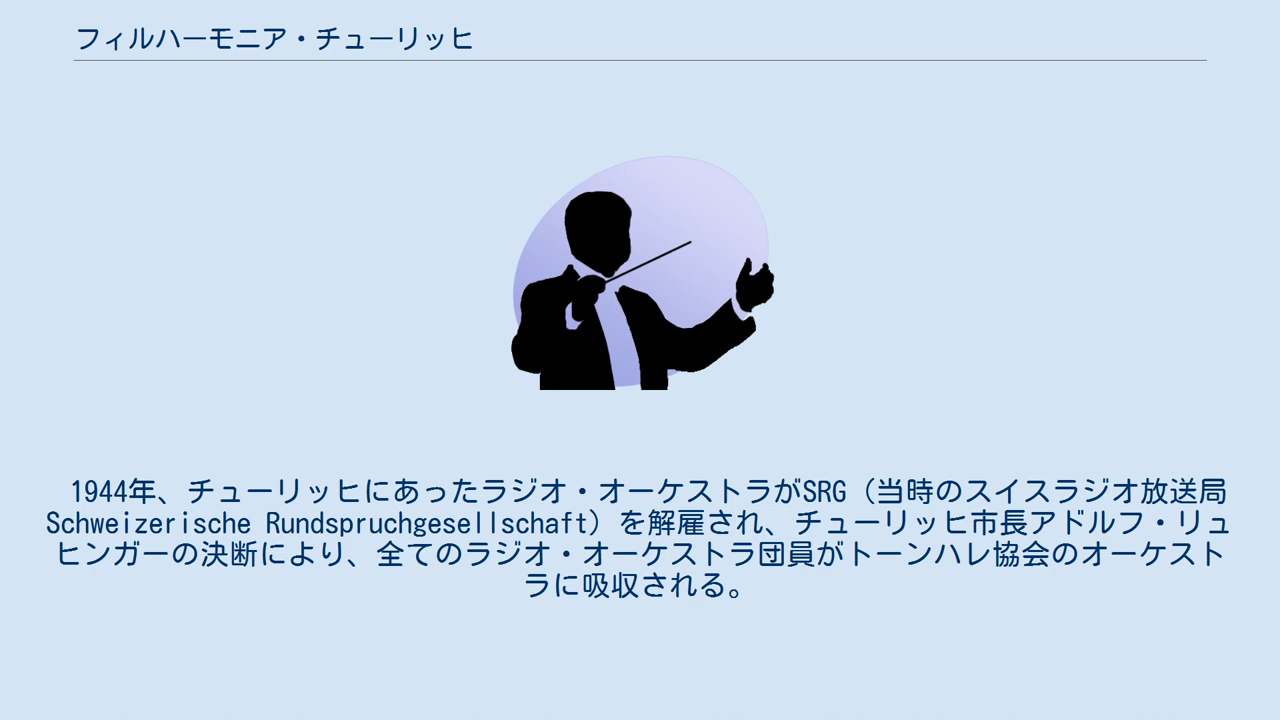 フィルハーモニア・チューリッヒ
1944年、チューリッヒにあったラジオ・オーケストラがSRG（当時のスイスラジオ放送局
Schweizerische Rundspruchgesellschaft）を解雇され、チューリッヒ市長アドルフ・リュ
ヒンガーの決断により、全てのラジオ・オーケストラ団員がトーンハレ協会のオーケスト
ラに吸収される。